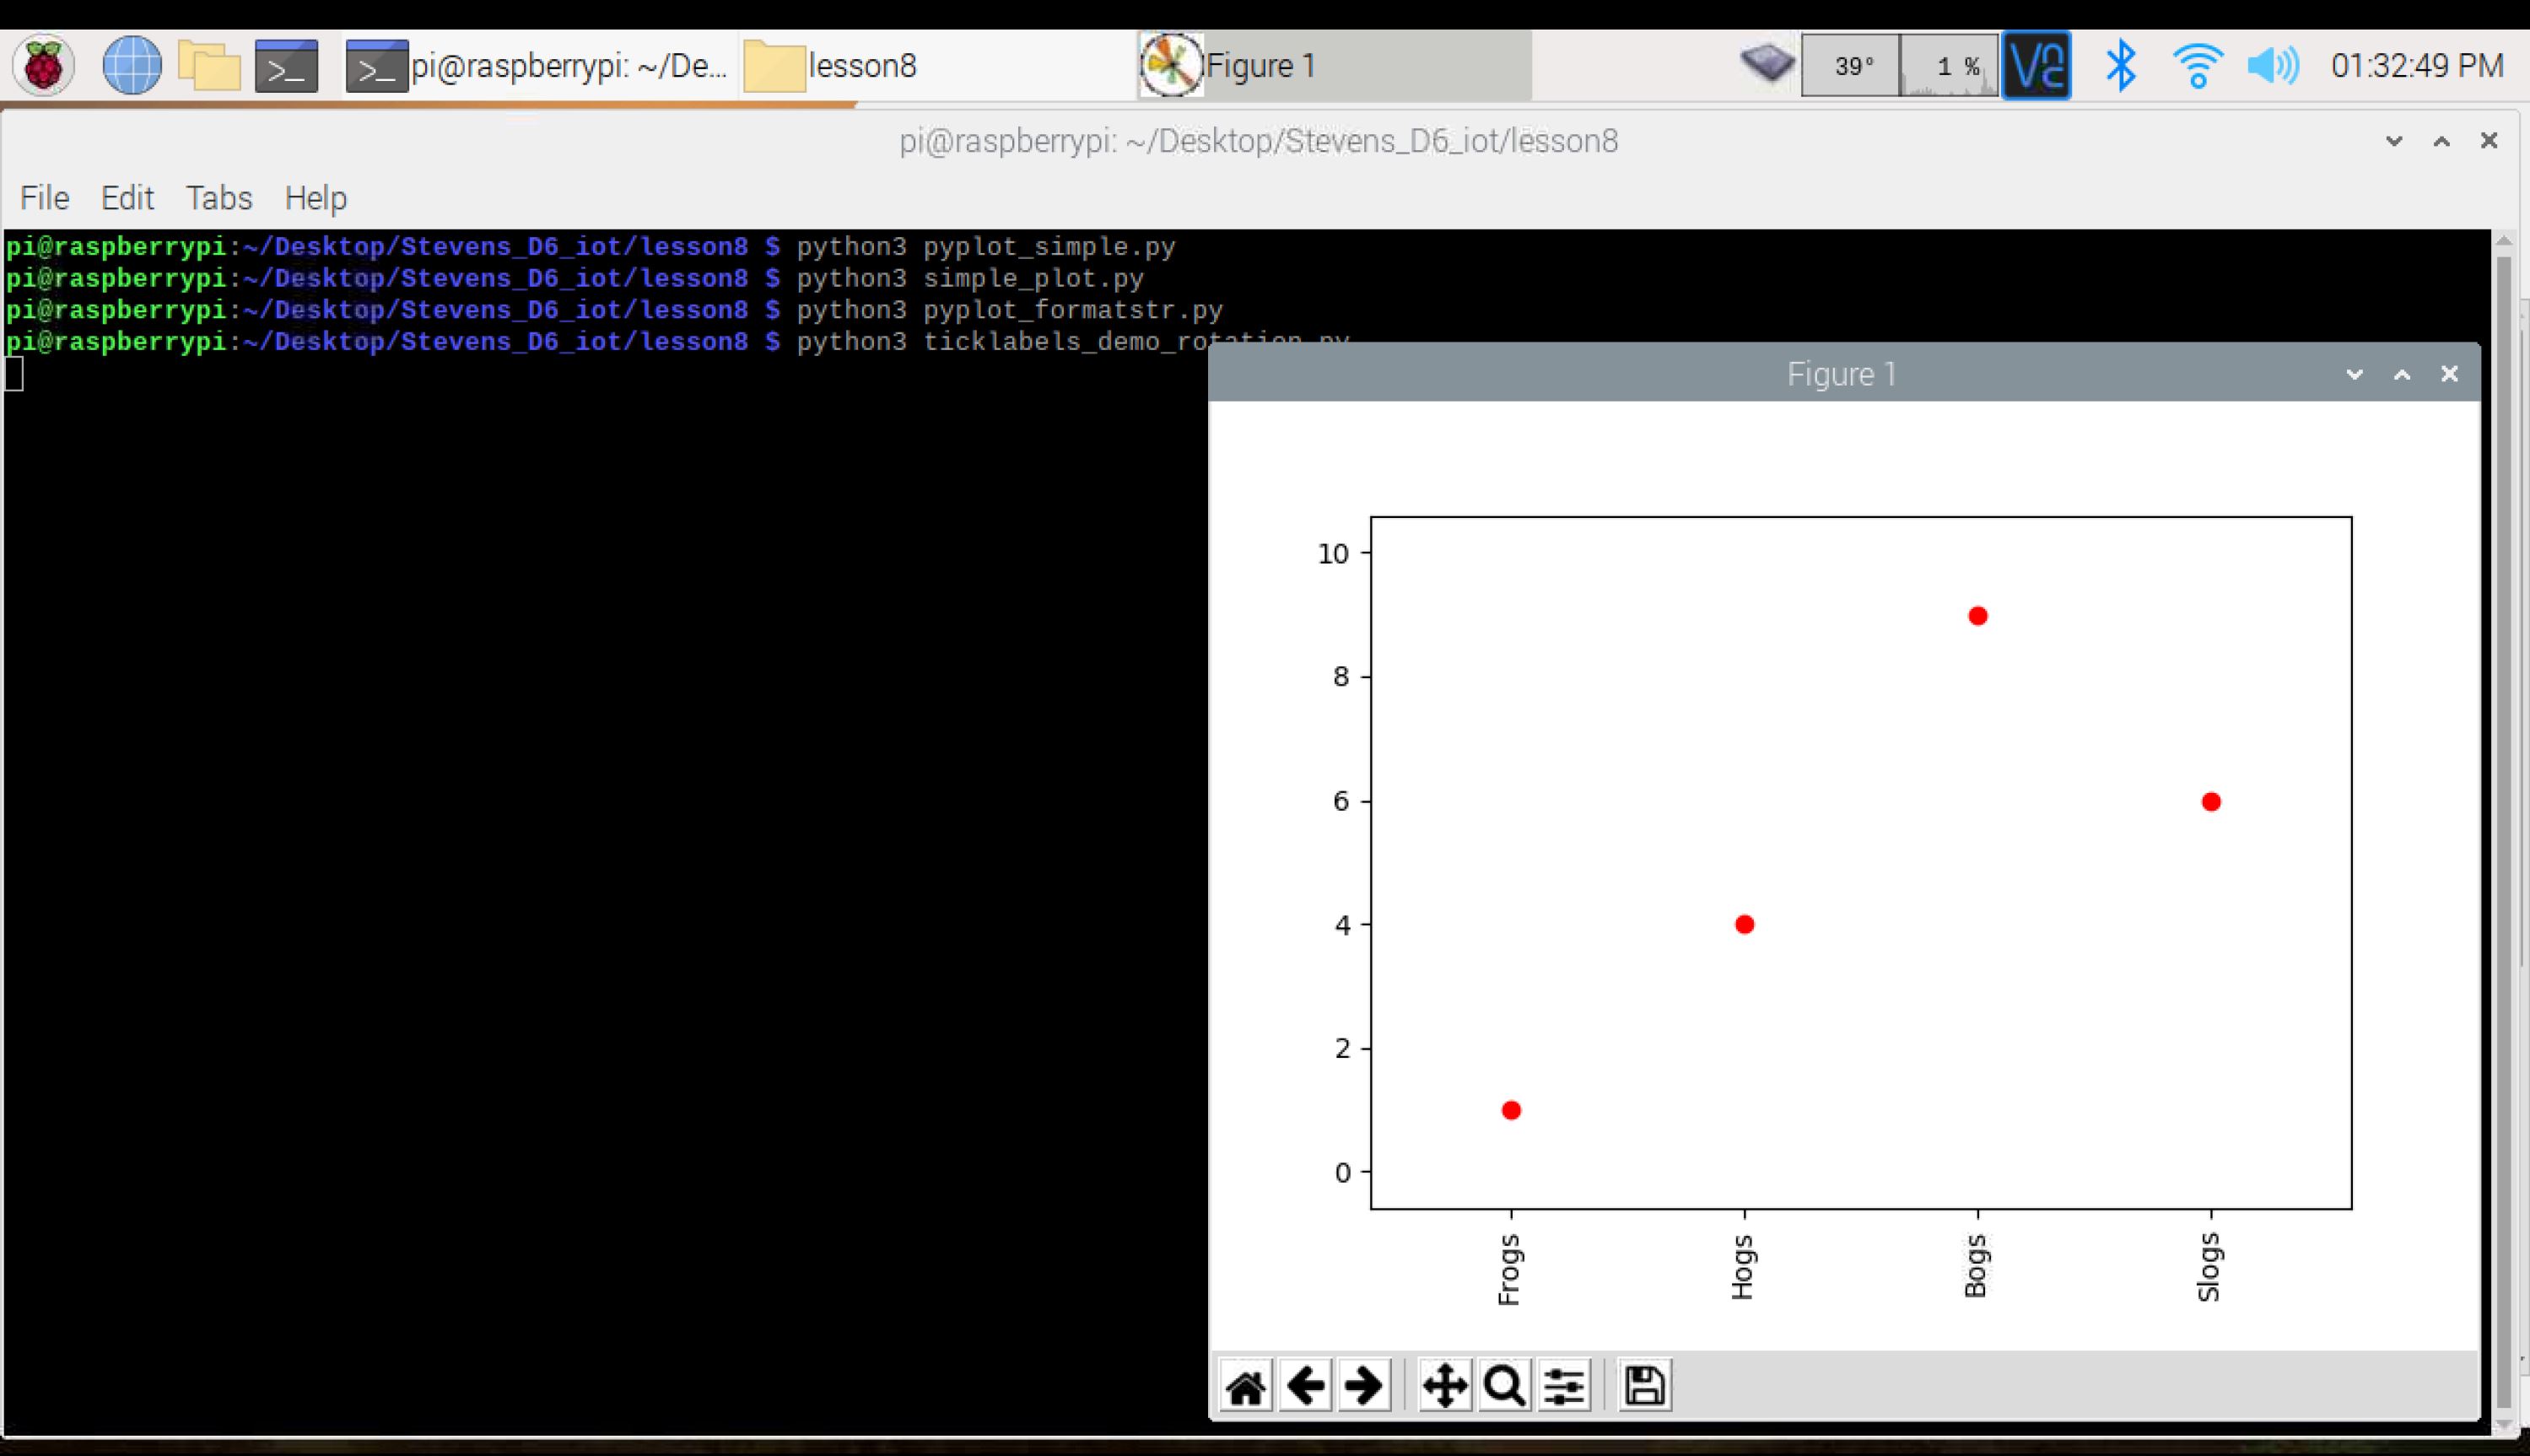 pi@raspberrypi: ~/De... lesson8 Figure 1 39° 1 % 01:32:49 PM
pi@raspberrypi: ~/Desktop/Stevens_D6_iot/lesson8
File Edit Tabs Help
pi@raspberrypi:~/Desktop/Stevens_D6_iot/lesson8 $ python3 pyplot_simple.py
pi@raspberrypi:~/Desktop/Stevens_D6_iot/lesson8 $ python3 simple_plot.py
pi@raspberrypi:~/Desktop/Stevens_D6_iot/lesson8 $ python3 pyplot_formatstr.py
pi@raspberrypi:~/Desktop/Stevens_D6_iot/lesson8 $ python3 ticklabels_demo_rotation.py
Figure 1
10
8
6
4
2
0
Frogs Hogs Bogs Slogs